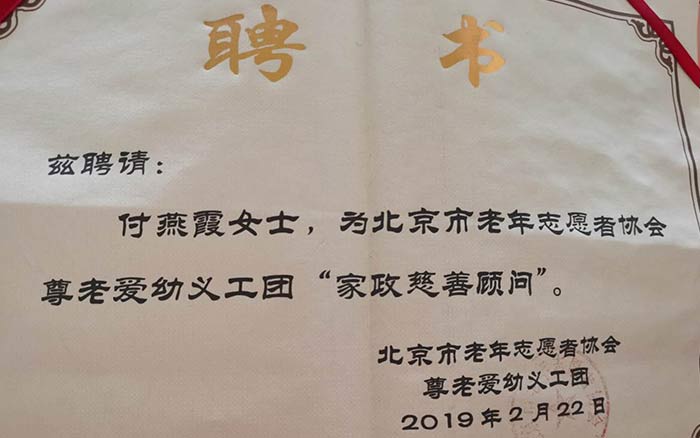 聘书
兹聘请：
付燕霞女士，为北京市老年志愿者协会
尊老爱幼义工团“家政慈善顾问”。
北京市老年志愿者协会
尊老爱幼义工团
2019年2月22日